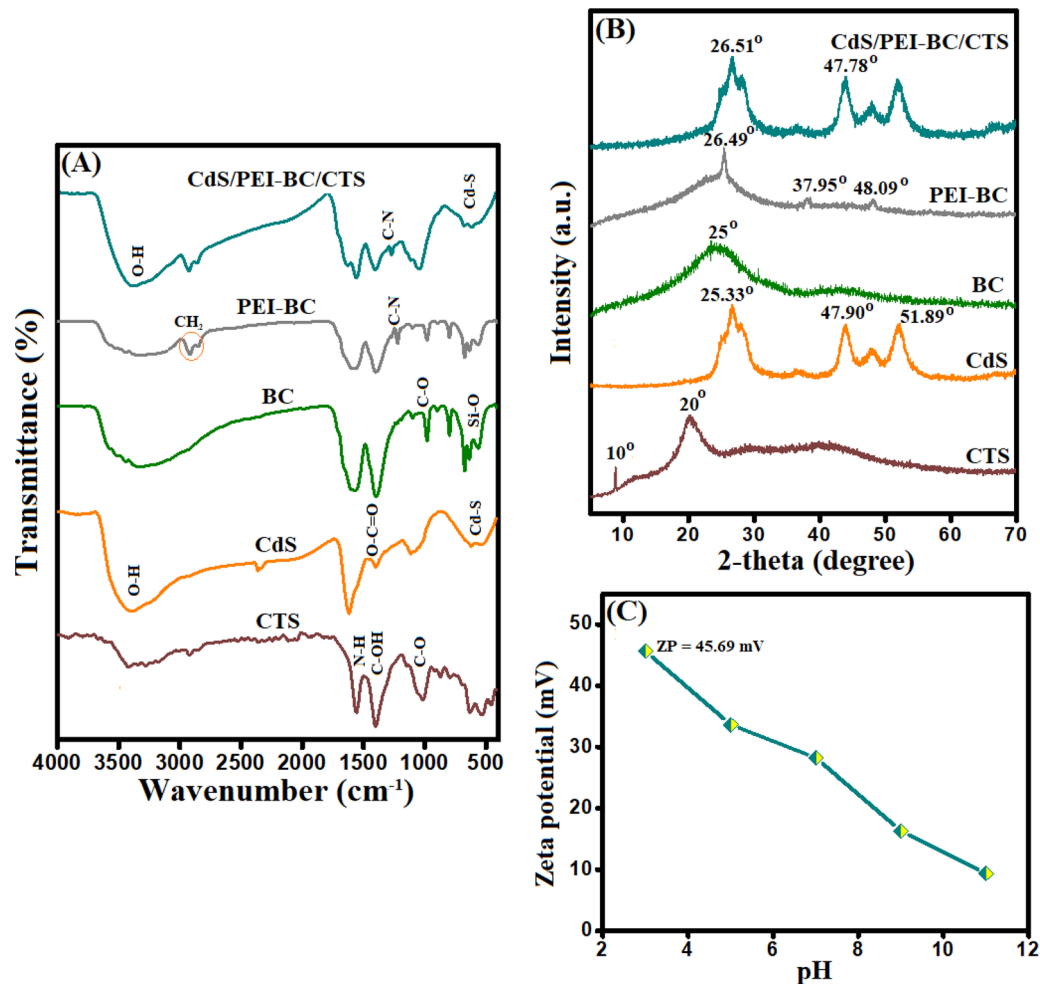 (A)
CdS/PEI-BC/CTS
Cd-S
C-N
O-H
PEI-BC
C-N
CH₂
BC
C-O
Si-O
CdS
O-C=O
Cd-S
O-H
CTS
N-H
C-OH
C-O
Transmittance (%)
4000 3500 3000 2500 2000 1500 1000 500
Wavenumber (cm⁻¹)
(B)
CdS/PEI-BC/CTS
26.51°
47.78°
26.49°
37.95°
48.09°
PEI-BC
25°
BC
25.33°
47.90°
51.89°
CdS
20°
10°
CTS
Intensity (a.u.)
10 20 30 40 50 60 70
2-theta (degree)
(C)
ZP = 45.69 mV
Zeta potential (mV)
50
40
30
20
10
0
2 4 6 8 10 12
pH